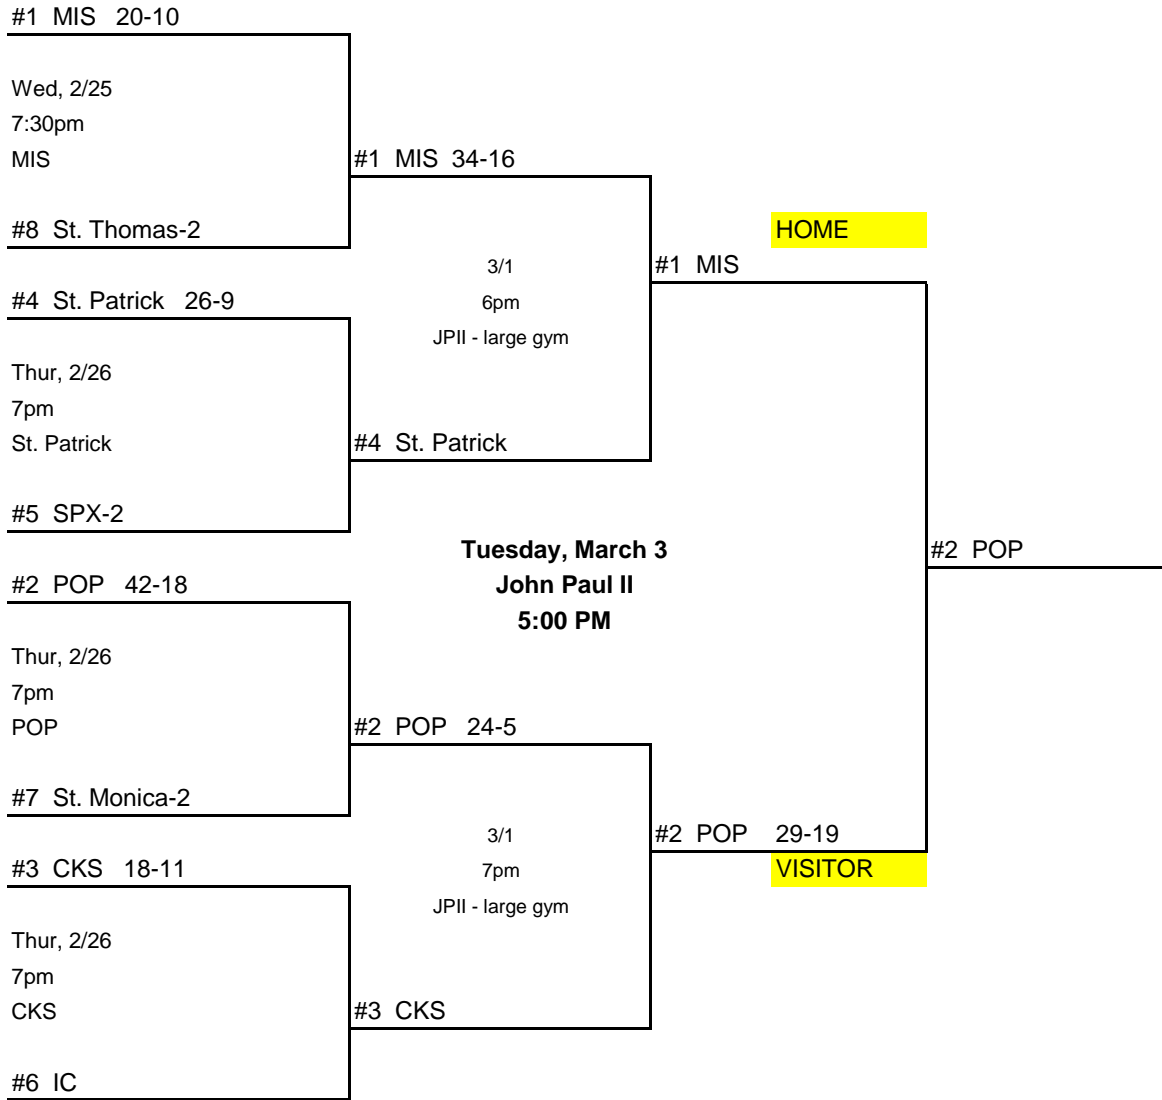 #1 MIS 20-10
Wed, 2/25
7:30pm
MIS
#8 St. Thomas-2
#4 St. Patrick 26-9
Thur, 2/26
7pm
St. Patrick
#5 SPX-2
#2 POP 42-18
Thur, 2/26
7pm
POP
#7 St. Monica-2
#3 CKS 18-11
Thur, 2/26
7pm
CKS
#6 IC
#1 MIS 34-16
3/1
6pm
JPII - large gym
#4 St. Patrick
Tuesday, March 3
John Paul II
5:00 PM
#2 POP 24-5
3/1
7pm
JPII - large gym
#3 CKS
HOME
#1 MIS
#2 POP 29-19
VISITOR
#2 POP